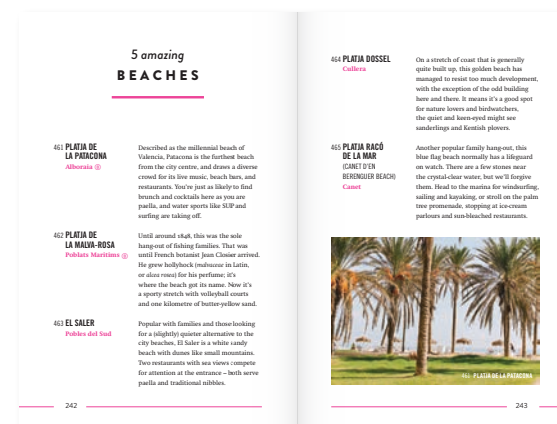 5 amazing
BEACHES
461 PLATJA DE
LA PATACONA
Alboraia
Described as the millennial beach of
Valencia, Patacona is the furthest beach
from the city centre, and draws a diverse
crowd for its live music, beach bars, and
restaurants. You're just as likely to find
brunch and cocktails here as you are
paella, and water sports like SUP and
surfing are taking off.
462 PLATJA DE
LA MALVA-ROSA
Poblats Marítims
Until around 1848, this was the sole
hang-out of fishing families. That was
until French botanist Jean Closier arrived.
He grew hollyhock (malvaceae in Latin,
or alcea rosea) for his perfume; it's
where the beach got its name. Now it's
a sporty stretch with volleyball courts
and one kilometre of butter-yellow sand.
463 EL SALER
Pobles del Sud
Popular with families and those looking
for a (slightly) quieter alternative to the
city beaches, El Saler is a white sandy
beach with dunes like small mountains.
Two restaurants with sea views compete
for attention at the entrance – both serve
paella and traditional nibbles.
242
464 PLATJA DOSSEL
Cullera
On a stretch of coast that is generally
quite built up, this golden beach has
managed to resist too much development,
with the exception of the odd building
here and there. It means it's a good spot
for nature lovers and birdwatchers,
the quiet and keen-eyed might see
sanderlings and Kentish plovers.
465 PLATJA RACÓ
DE LA MAR
(CANET D'EN
BERENGUER BEACH)
Canet
Another popular family hang-out, this
blue flag beach normally has a lifeguard
on watch. There are a few stones near
the crystal-clear water, but we'll forgive
them. Head to the marina for windsurfing,
sailing and kayaking, or stroll on the palm
tree promenade, stopping at ice-cream
parlours and sun-bleached restaurants.
461 PLATJA DE LA PATACONA
243